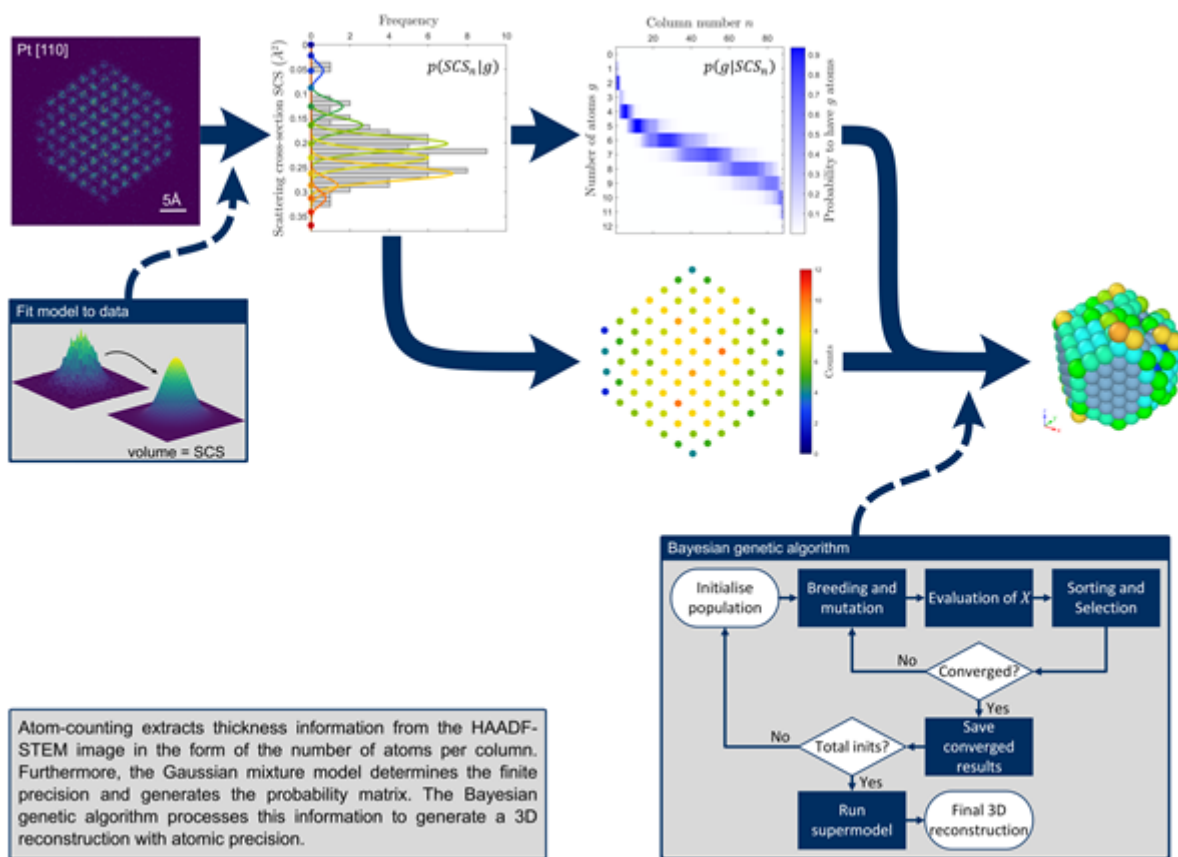 Pt [110]
5Å
Frequency
0 2 4 6 8 10
Scattering cross-section SCS (Å²)
0
0.05
0.1
0.15
0.2
0.25
0.3
0.35
p(SCSₙ|g)
Column number n
20 40 60 80
Number of atoms g
0
1
2
3
4
5
6
7
8
9
10
11
12
p(g|SCSₙ)
0.9
0.8
0.7
0.6
0.5
0.4
0.3
0.2
0.1
Probability to have g atoms
Fit model to data
volume = SCS
12
10
8
6
4
2
0
Counts
Bayesian genetic algorithm
Initialise
population
Breeding and
mutation
Evaluation of X
Sorting and
Selection
No
Converged?
Yes
Save
converged
results
No
Total inits?
Yes
Run
supermodel
Final 3D
reconstruction
Atom-counting extracts thickness information from the HAADF-
STEM image in the form of the number of atoms per column.
Furthermore, the Gaussian mixture model determines the finite
precision and generates the probability matrix. The Bayesian
genetic algorithm processes this information to generate a 3D
reconstruction with atomic precision.